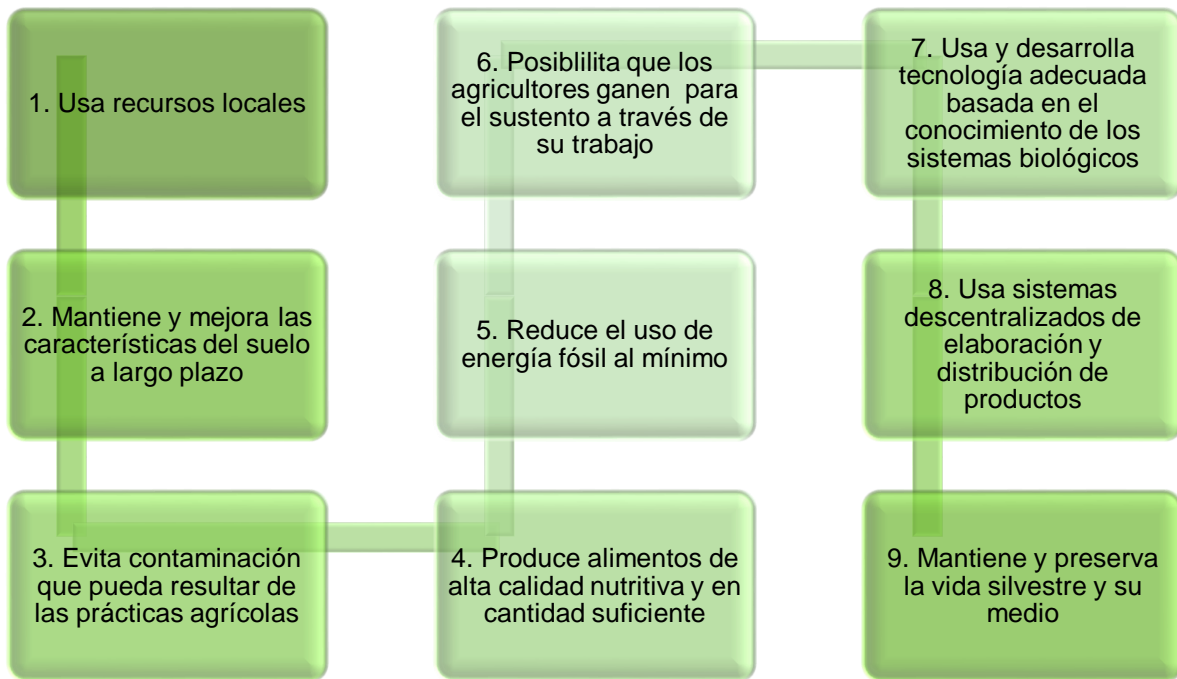 1. Usa recursos locales
2. Mantiene y mejora las
características del suelo
a largo plazo
3. Evita contaminación
que pueda resultar de
las prácticas agrícolas
4. Produce alimentos de
alta calidad nutritiva y en
cantidad suficiente
5. Reduce el uso de
energía fósil al mínimo
6. Posiblilita que los
agricultores ganen para
el sustento a través de
su trabajo
7. Usa y desarrolla
tecnología adecuada
basada en el
conocimiento de los
sistemas biológicos
8. Usa sistemas
descentralizados de
elaboración y
distribución de
productos
9. Mantiene y preserva
la vida silvestre y su
medio